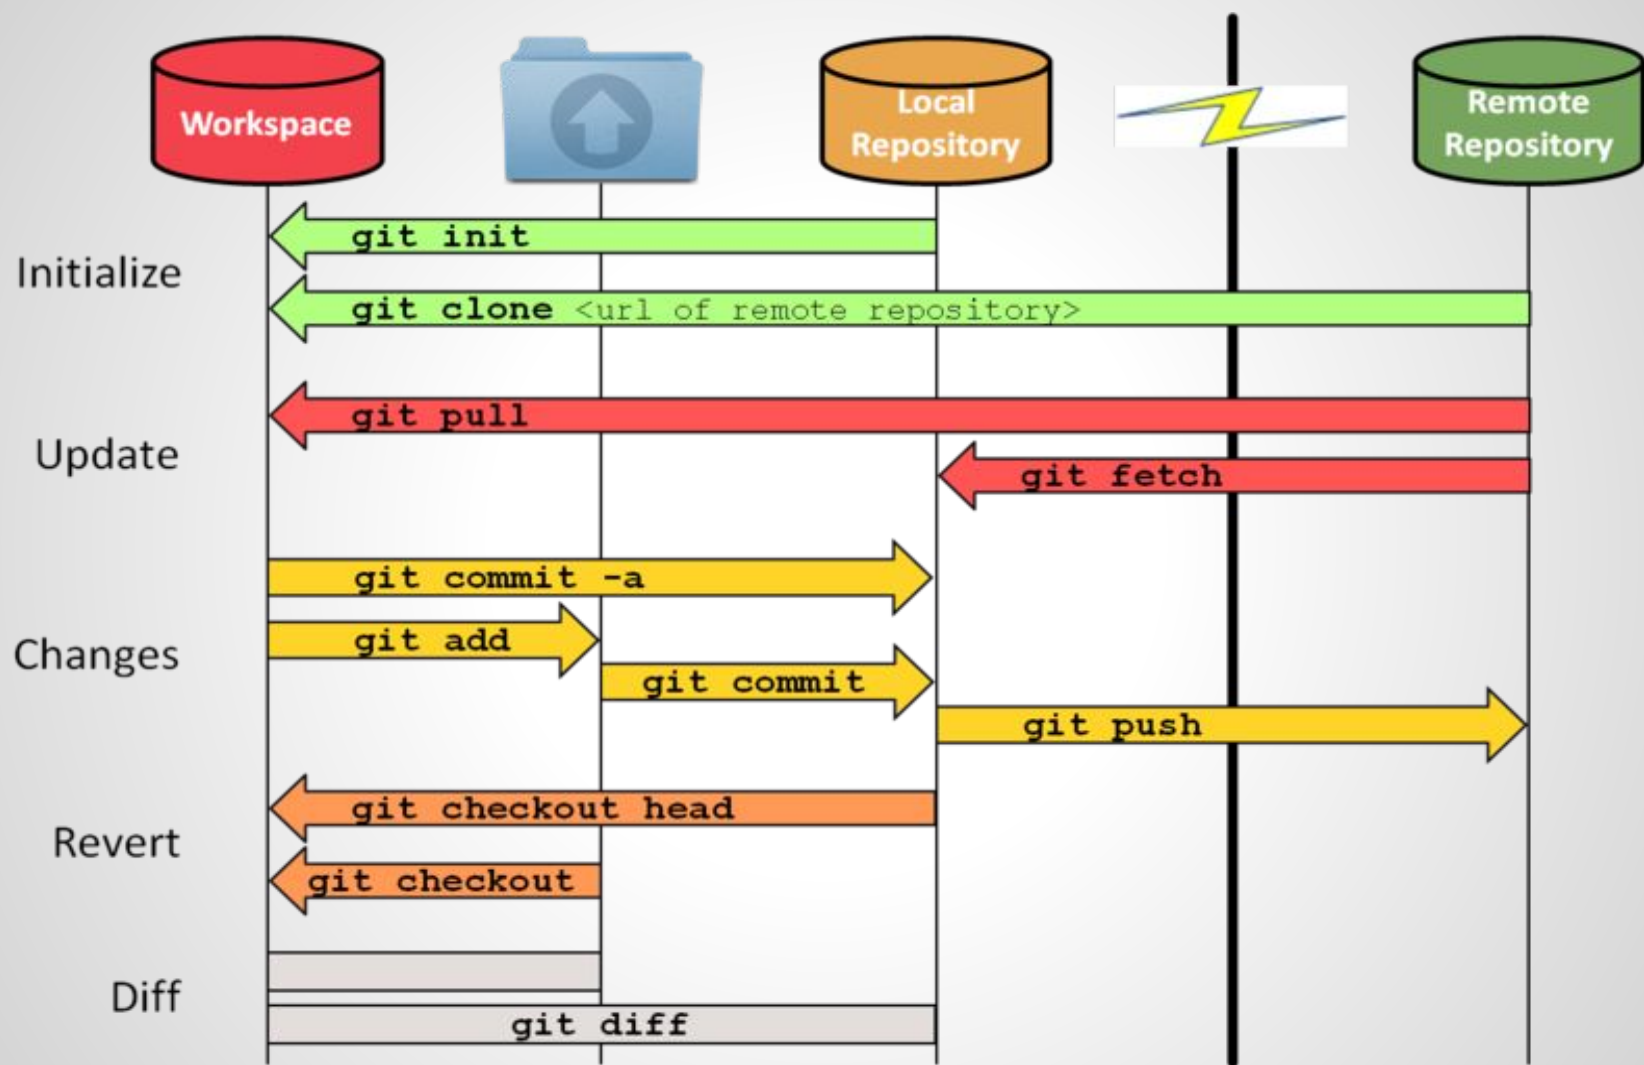 Workspace
Local
Repository
Remote
Repository
Initialize
git init
git clone <url of remote repository>
Update
git pull
git fetch
Changes
git commit -a
git add
git commit
git push
Revert
git checkout head
git checkout
Diff
git diff